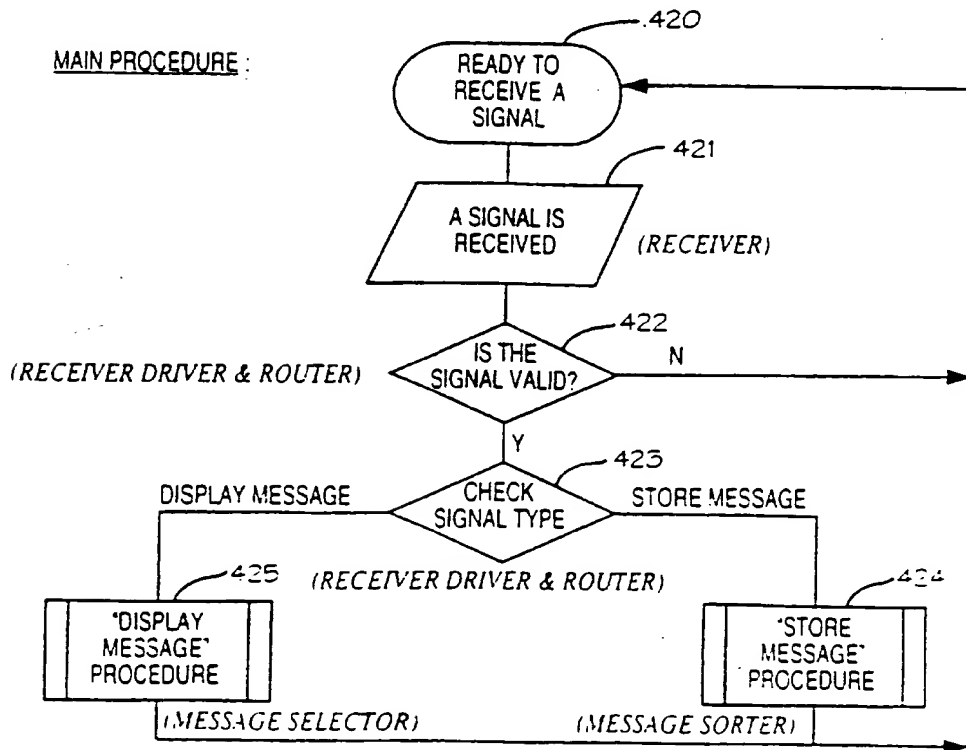 420
MAIN PROCEDURE :
READY TO
RECEIVE A
SIGNAL
421
A SIGNAL IS
RECEIVED
(RECEIVER)
422
IS THE
SIGNAL VALID?
N
(RECEIVER DRIVER & ROUTER)
Y
423
DISPLAY MESSAGE
CHECK
SIGNAL TYPE
STORE MESSAGE
(RECEIVER DRIVER & ROUTER)
425
424
"DISPLAY
MESSAGE"
PROCEDURE
"STORE
MESSAGE"
PROCEDURE
(MESSAGE SELECTOR)
(MESSAGE SORTER)